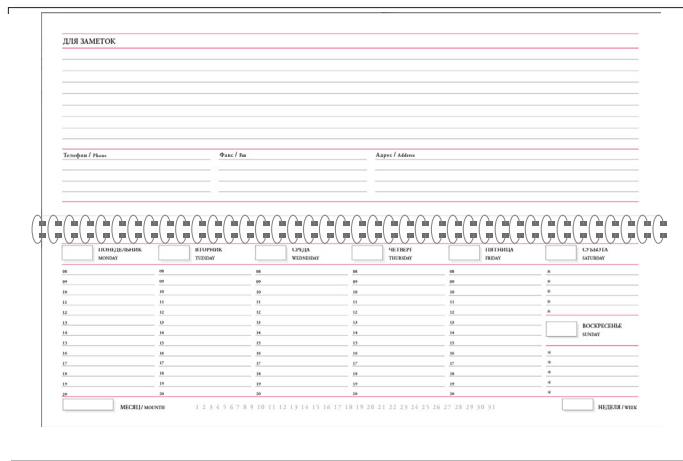 ДЛЯ ЗАМЕТОК
Телефон / Phone Факс / Fax Адрес / Address
ПОНЕДЕЛЬНИК ВТОРНИК СРЕДА ЧЕТВЕРГ ПЯТНИЦА СУББОТА
MONDAY TUESDAY WEDNESDAY THURSDAY FRIDAY SATURDAY
08 08 08 08 08 *
09 09 09 09 09 *
10 10 10 10 10 *
11 11 11 11 11 *
12 12 12 12 12 *
13 13 13 13 13 ВОСКРЕСЕНЬЕ
14 14 14 14 14 SUNDAY
15 15 15 15 15
16 16 16 16 16 *
17 17 17 17 17 *
18 18 18 18 18 *
19 19 19 19 19 *
20 20 20 20 20 *
МЕСЯЦ/ MOUNTH 1 2 3 4 5 6 7 8 9 10 11 12 13 14 15 16 17 18 19 20 21 22 23 24 25 26 27 28 29 30 31 НЕДЕЛЯ / WEEK